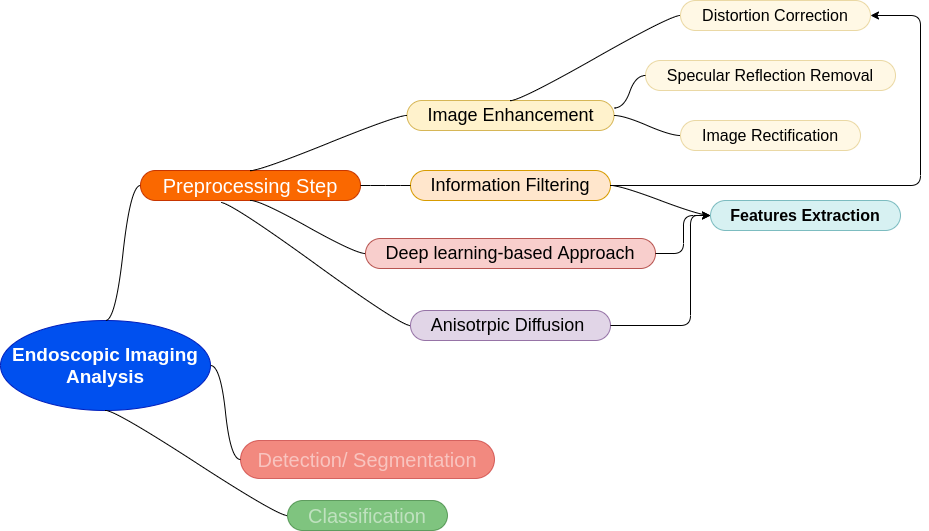 Distortion Correction
Specular Reflection Removal
Image Enhancement
Image Rectification
Preprocessing Step
Information Filtering
Features Extraction
Deep learning-based Approach
Anisotrpic Diffusion
Endoscopic Imaging
Analysis
Detection/ Segmentation
Classification